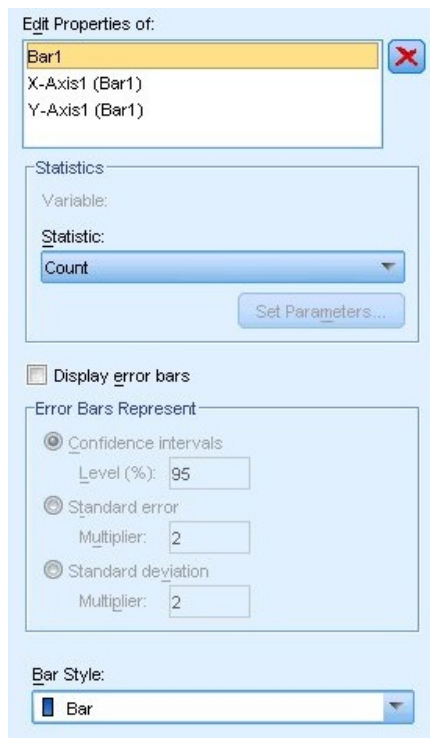 Edit Properties of:
Bar1
X-Axis1 (Bar1)
Y-Axis1 (Bar1)
Statistics
Variable:
Statistic:
Count
Set Parameters...
Display error bars
Error Bars Represent
Confidence intervals
Level (%): 95
Standard error
Multiplier: 2
Standard deviation
Multiplier: 2
Bar Style:
Bar